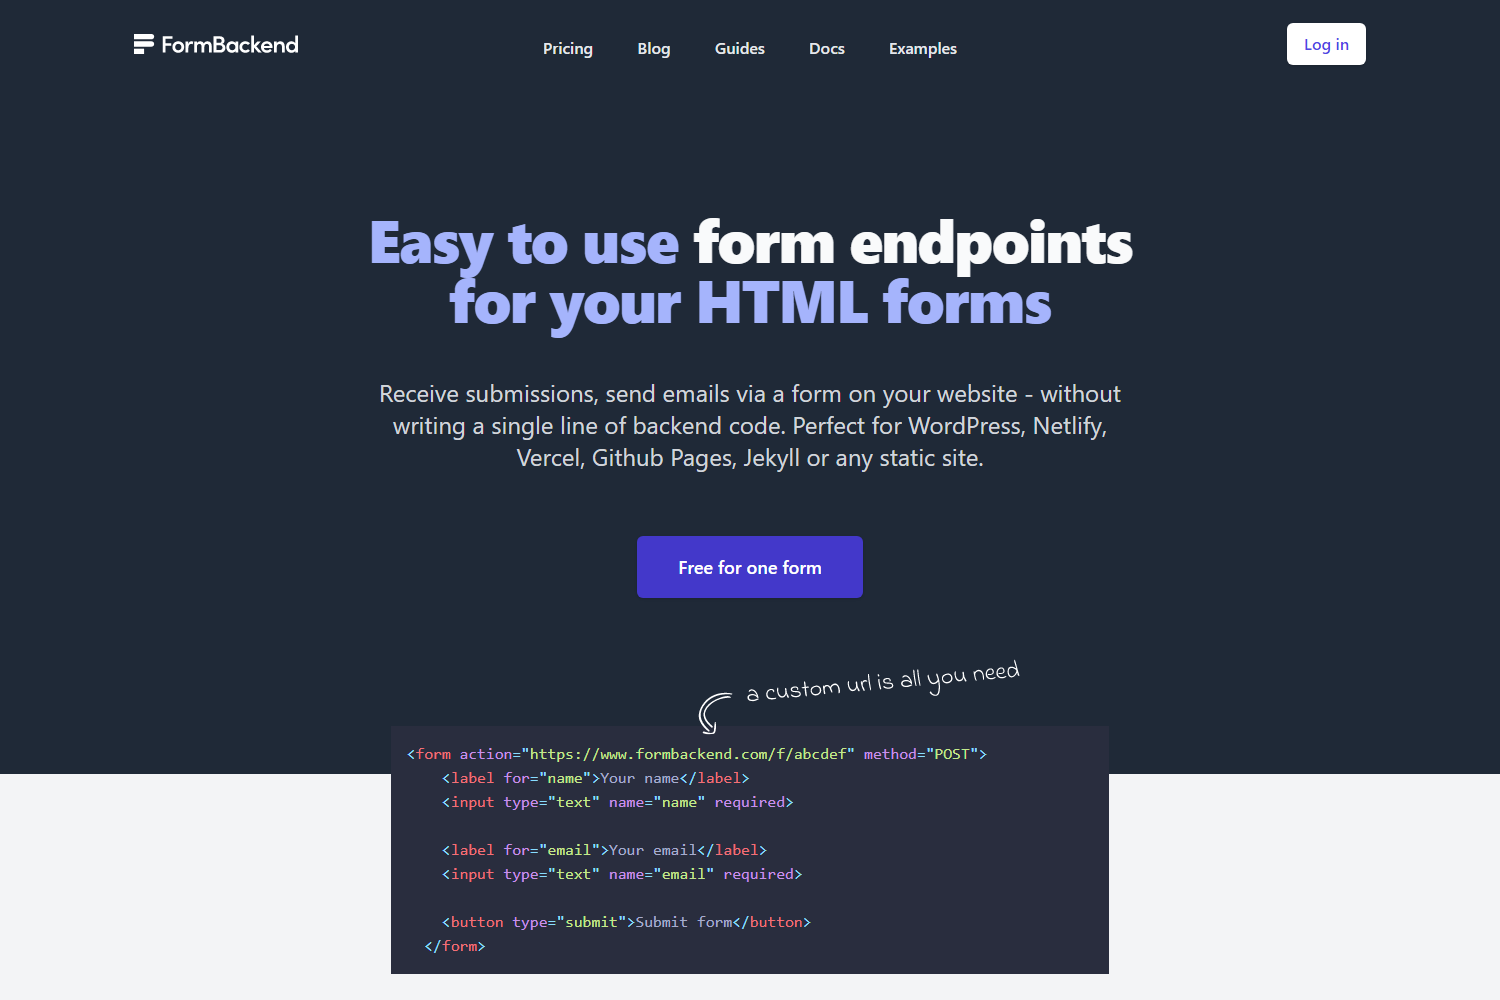 FormBackend
Pricing
Blog
Guides
Docs
Examples
Log in
Easy to use form endpoints
for your HTML forms
Receive submissions, send emails via a form on your website - without
writing a single line of backend code. Perfect for WordPress, Netlify,
Vercel, Github Pages, Jekyll or any static site.
Free for one form
a custom url is all you need
<form action="https://www.formbackend.com/f/abcdef" method="POST">
    <label for="name">Your name</label>
    <input type="text" name="name" required>
    <label for="email">Your email</label>
    <input type="text" name="email" required>
    <button type="submit">Submit form</button>
  </form>